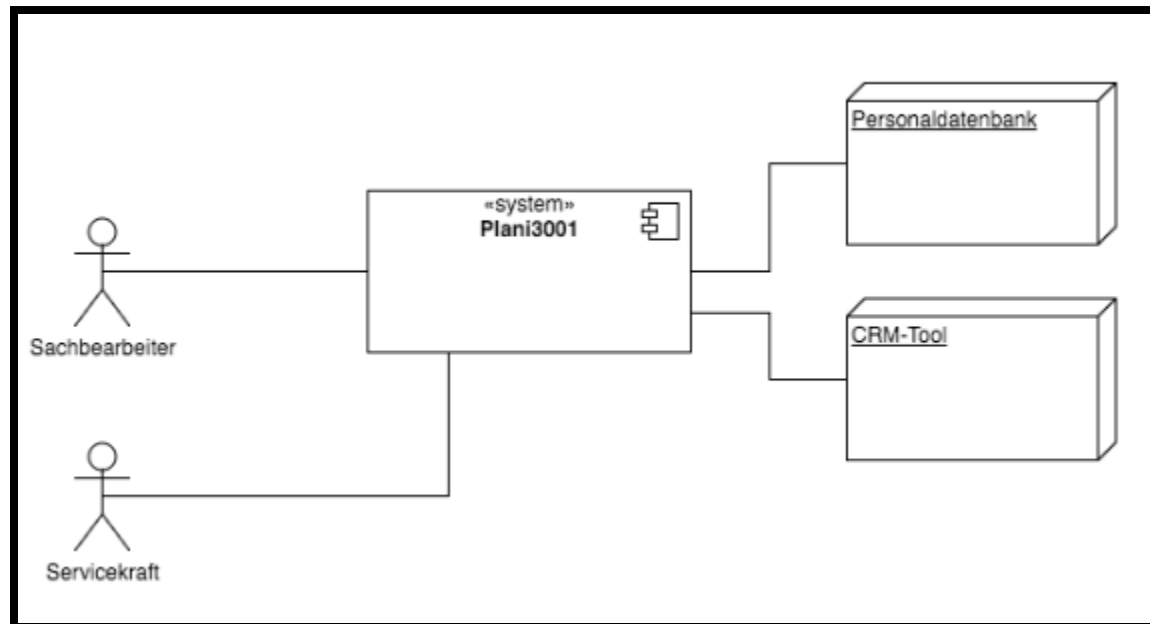 Personaldatenbank
«system»
Plani3001
CRM-Tool
Sachbearbeiter
Servicekraft